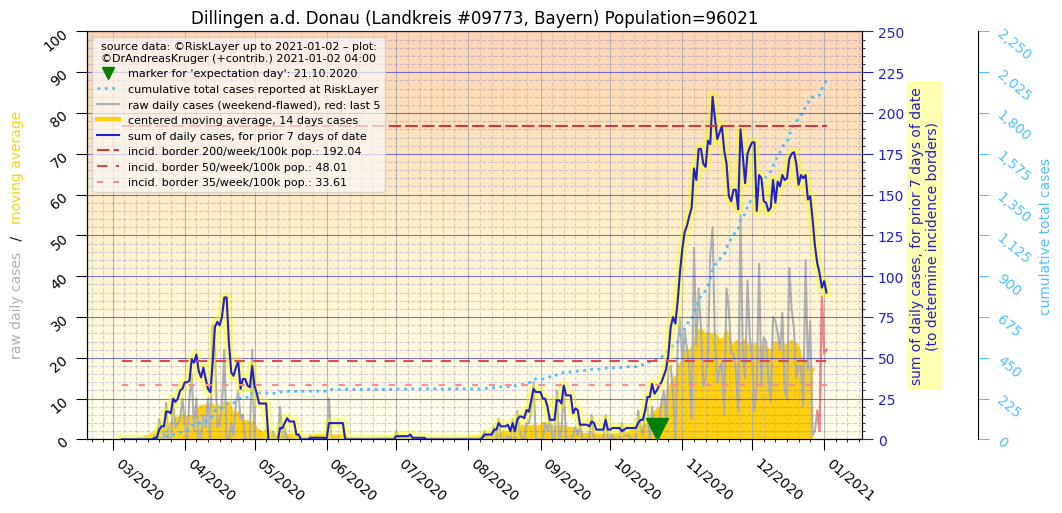 Dillingen a.d. Donau (Landkreis #09773, Bayern) Population=96021
source data: ©RiskLayer up to 2021-01-02 – plot:
©DrAndreasKruger (+contrib.) 2021-01-02 04:00
marker for 'expectation day': 21.10.2020
cumulative total cases reported at RiskLayer
raw daily cases (weekend-flawed), red: last 5
centered moving average, 14 days cases
sum of daily cases, for prior 7 days of date
incid. border 200/week/100k pop.: 192.04
incid. border 50/week/100k pop.: 48.01
incid. border 35/week/100k pop.: 33.61
raw daily cases / moving average
100
90
80
70
60
50
40
30
20
10
0
03/2020
04/2020
05/2020
06/2020
07/2020
08/2020
09/2020
10/2020
11/2020
12/2020
01/2021
250
225
200
175
150
125
100
75
50
25
0
sum of daily cases, for prior 7 days of date
(to determine incidence borders)
2,250
2,025
1,800
1,575
1,350
1,125
900
675
450
225
0
cumulative total cases